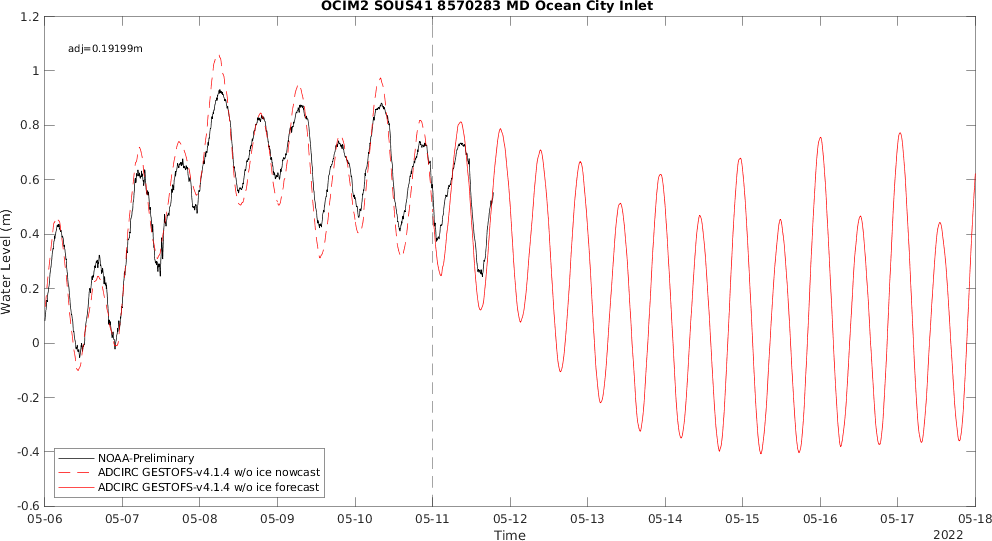 OCIM2 SOUS41 8570283 MD Ocean City Inlet
1.2
adj=0.19199m
1
0.8
0.6
0.4
0.2
0
-0.2
-0.4
-0.6
Water Level (m)
NOAA-Preliminary
ADCIRC GESTOFS-v4.1.4 w/o ice nowcast
ADCIRC GESTOFS-v4.1.4 w/o ice forecast
05-06 05-07 05-08 05-09 05-10 05-11 05-12 05-13 05-14 05-15 05-16 05-17 05-18
Time
2022